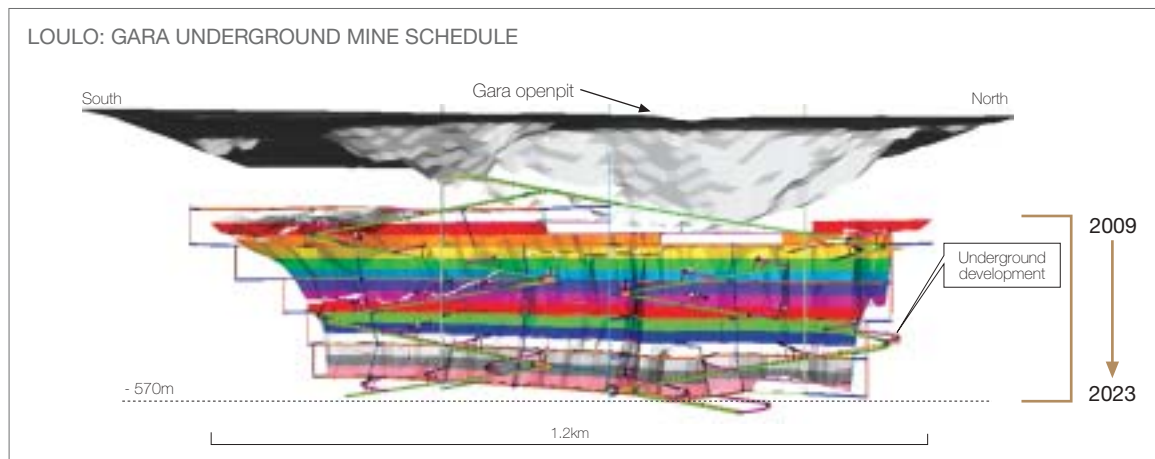 LOULO: GARA UNDERGROUND MINE SCHEDULE
South
Gara openpit
North
2009
Underground
development
- 570m
2023
1.2km